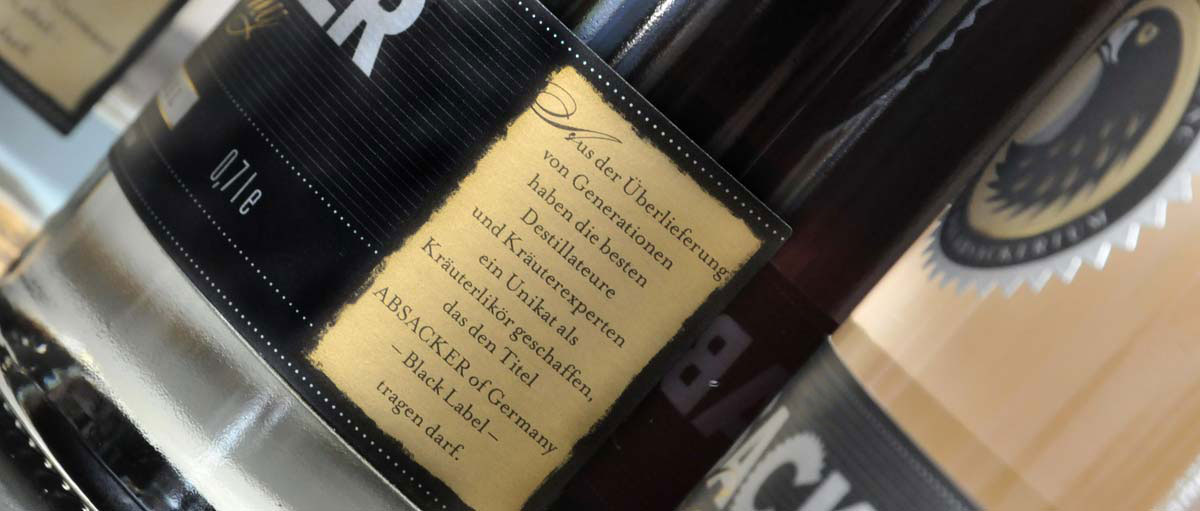 ER
0,7 l e
Aus der Überlieferung:
von Generationen
haben die besten
Destillateure
und Kräuterexperten
ein Unikat als
Kräuterlikör geschaffen,
das den Titel
ABSACKER of Germany
– Black Label –
tragen darf.